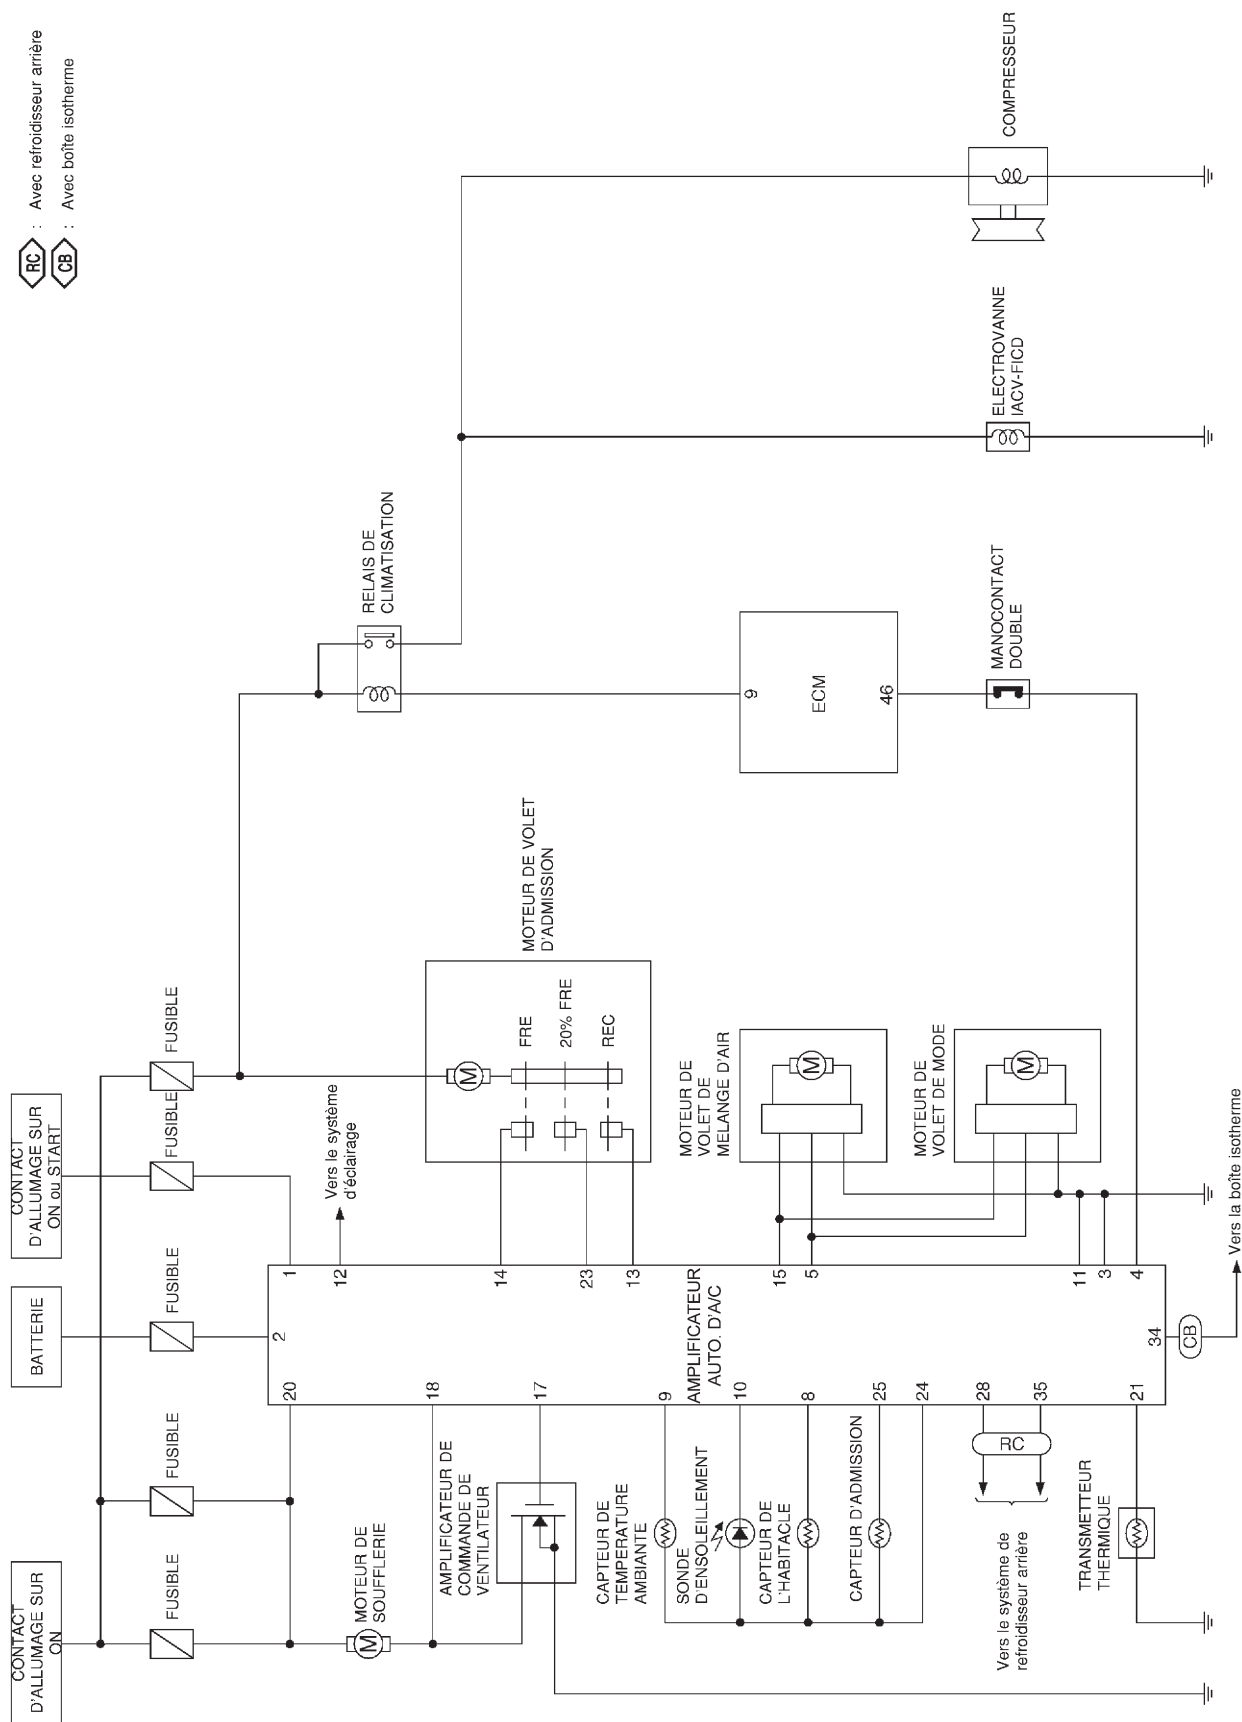 RC : Avec refroidisseur arrière
CB : Avec boîte isotherme
CONTACT
D'ALLUMAGE SUR
ON
BATTERIE
CONTACT
D'ALLUMAGE SUR
ON ou START
FUSIBLE
FUSIBLE
FUSIBLE
FUSIBLE
FUSIBLE
MOTEUR DE
SOUFFLERIE
M
AMPLIFICATEUR DE
COMMANDE DE
VENTILATEUR
CAPTEUR DE
TEMPERATURE
AMBIANTE
SONDE
D'ENSOLEILLEMENT
CAPTEUR DE
L'HABITACLE
CAPTEUR D'ADMISSION
Vers le système de
refroidisseur arrière
RC
TRANSMETTEUR
THERMIQUE
20
18
17
9
10
8
25
24
28
35
21
2
AMPLIFICATEUR
AUTO. D'A/C
34
CB
Vers la boîte isotherme
1
12
14
23
13
15
5
11
3
4
Vers le système
d'éclairage
MOTEUR DE VOLET
D'ADMISSION
M
FRE
20% FRE
REC
MOTEUR DE
VOLET DE
MELANGE D'AIR
M
MOTEUR DE
VOLET DE MODE
M
RELAIS DE
CLIMATISATION
9
ECM
46
MANOCONTACT
DOUBLE
ELECTROVANNE
IACV-FICD
COMPRESSEUR